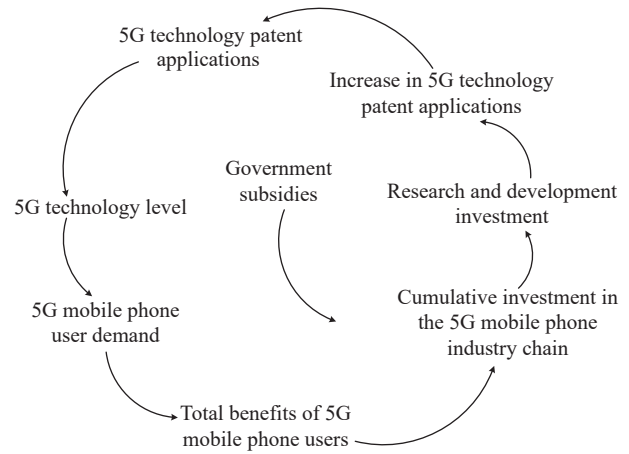 5G technology patent
applications
Increase in 5G technology
patent applications
Government
subsidies
Research and development
investment
5G technology level
Cumulative investment in
the 5G mobile phone
industry chain
5G mobile phone
user demand
Total benefits of 5G
mobile phone users